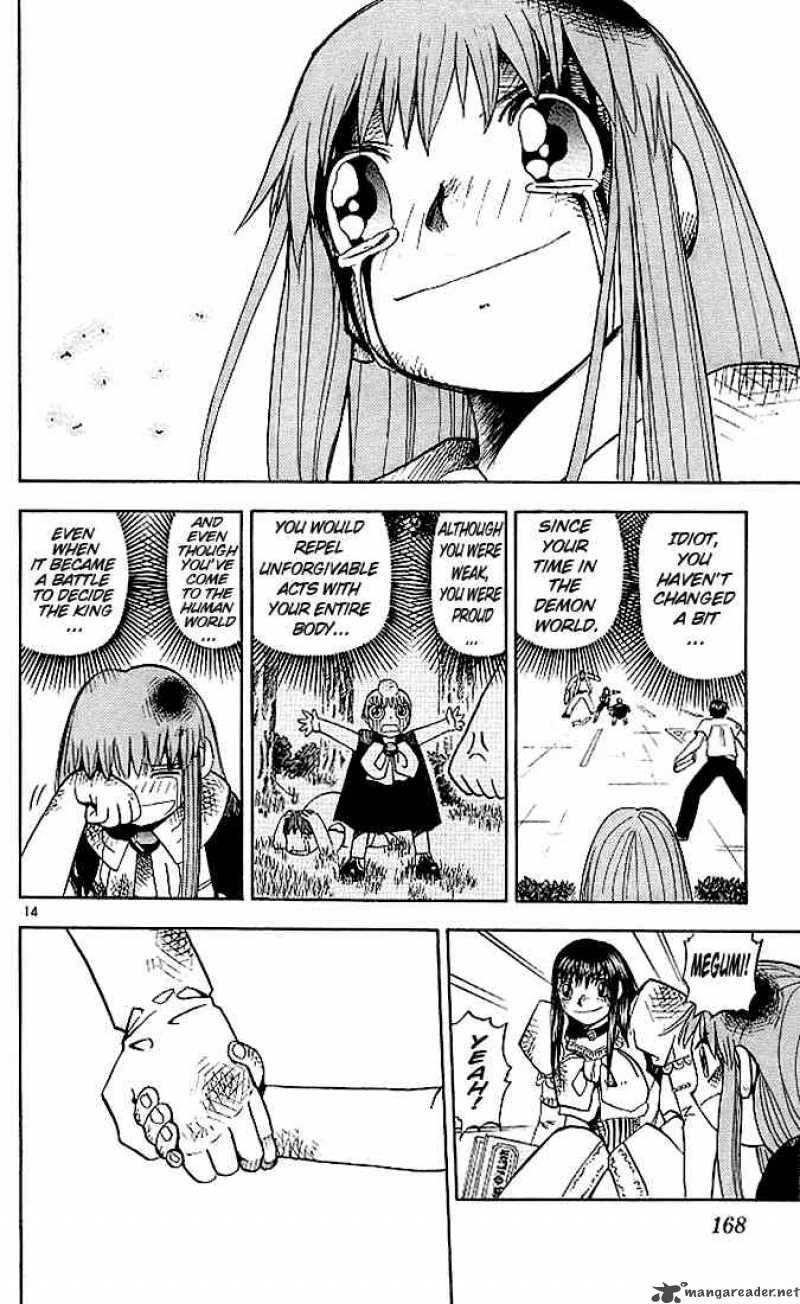 IDIOT,
YOU
HAVEN'T
CHANGED
A BIT
...
SINCE
YOUR
TIME IN
THE
DEMON
WORLD.
ALTHOUGH
YOU WERE
WEAK,
YOU WERE
PROUD
...
YOU WOULD
REPEL
UNFORGIVABLE
ACTS WITH
YOUR ENTIRE
BODY...
AND
EVEN
THOUGH
YOU'VE
COME
TO THE
HUMAN
WORLD
...
EVEN
WHEN
IT BECAME
A BATTLE
TO DECIDE
THE KING
...
14
MEGUMI!
YEAH!
168
mangareader.net